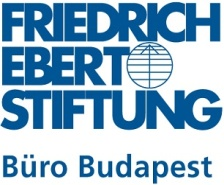 FRIEDRICH
EBERT
STIFTUNG
Büro Budapest